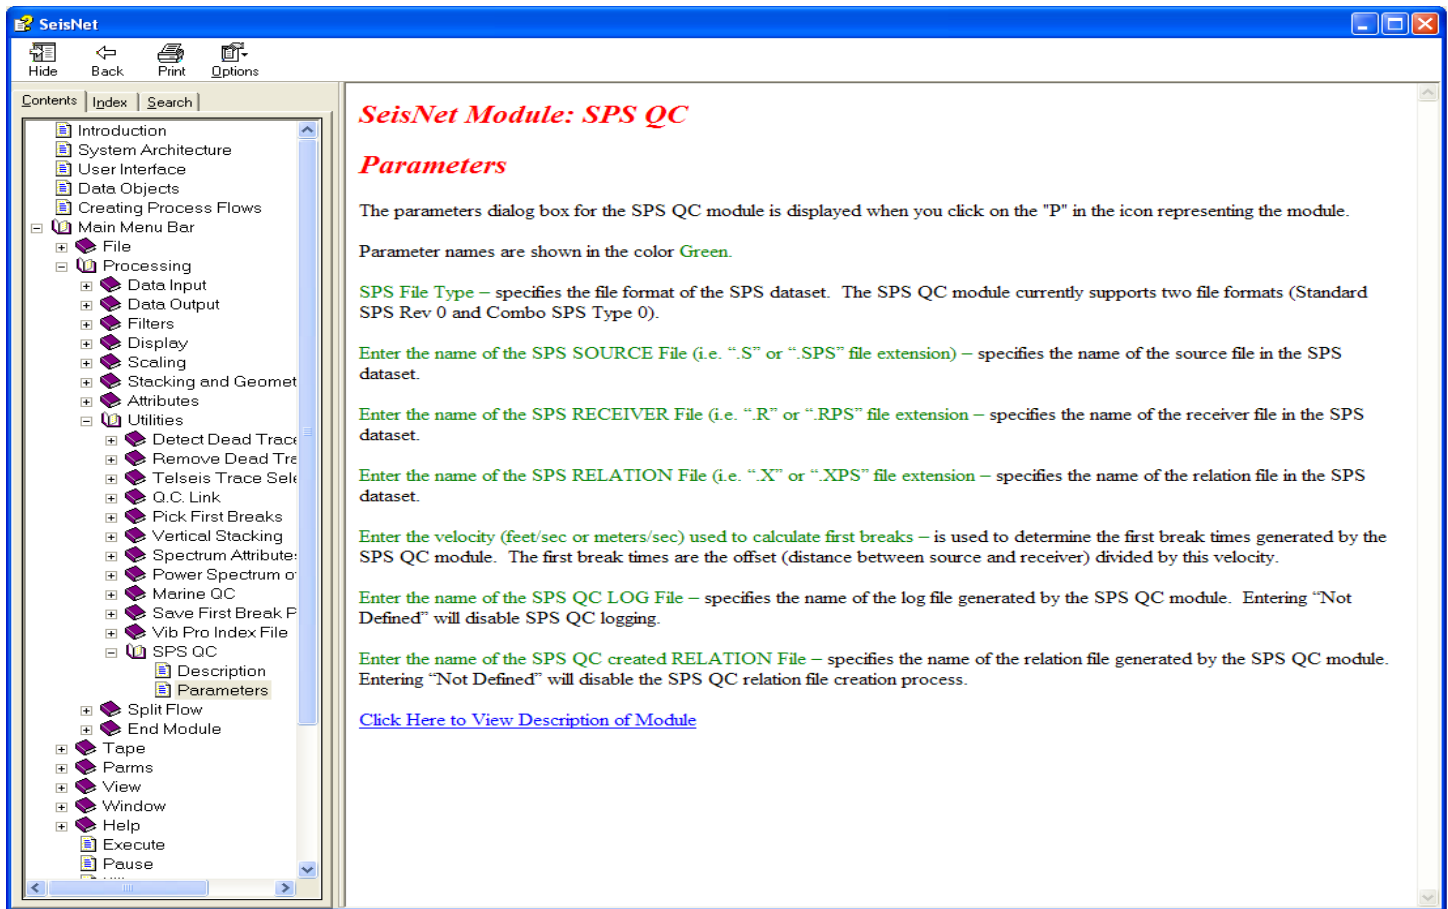 SeisNet
Hide Back Print Options
Contents Index Search
Introduction
System Architecture
User Interface
Data Objects
Creating Process Flows
Main Menu Bar
File
Processing
Data Input
Data Output
Filters
Display
Scaling
Stacking and Geomet
Attributes
Utilities
Detect Dead Trace
Remove Dead Tra
Telseis Trace Sele
Q.C. Link
Pick First Breaks
Vertical Stacking
Spectrum Attribute:
Power Spectrum o
Marine QC
Save First Break P
Vib Pro Index File
SPS QC
Description
Parameters
Split Flow
End Module
Tape
Parms
View
Window
Help
Execute
Pause
SeisNet Module: SPS QC
Parameters
The parameters dialog box for the SPS QC module is displayed when you click on the "P" in the icon representing the module.
Parameter names are shown in the color Green.
SPS File Type – specifies the file format of the SPS dataset. The SPS QC module currently supports two file formats (Standard
SPS Rev 0 and Combo SPS Type 0).
Enter the name of the SPS SOURCE File (i.e. “.S” or “.SPS” file extension) – specifies the name of the source file in the SPS
dataset.
Enter the name of the SPS RECEIVER File (i.e. “.R” or “.RPS” file extension – specifies the name of the receiver file in the SPS
dataset.
Enter the name of the SPS RELATION File (i.e. “.X” or “.XPS” file extension – specifies the name of the relation file in the SPS
dataset.
Enter the velocity (feet/sec or meters/sec) used to calculate first breaks – is used to determine the first break times generated by the
SPS QC module. The first break times are the offset (distance between source and receiver) divided by this velocity.
Enter the name of the SPS QC LOG File – specifies the name of the log file generated by the SPS QC module. Entering “Not
Defined” will disable SPS QC logging.
Enter the name of the SPS QC created RELATION File – specifies the name of the relation file generated by the SPS QC module.
Entering “Not Defined” will disable the SPS QC relation file creation process.
Click Here to View Description of Module